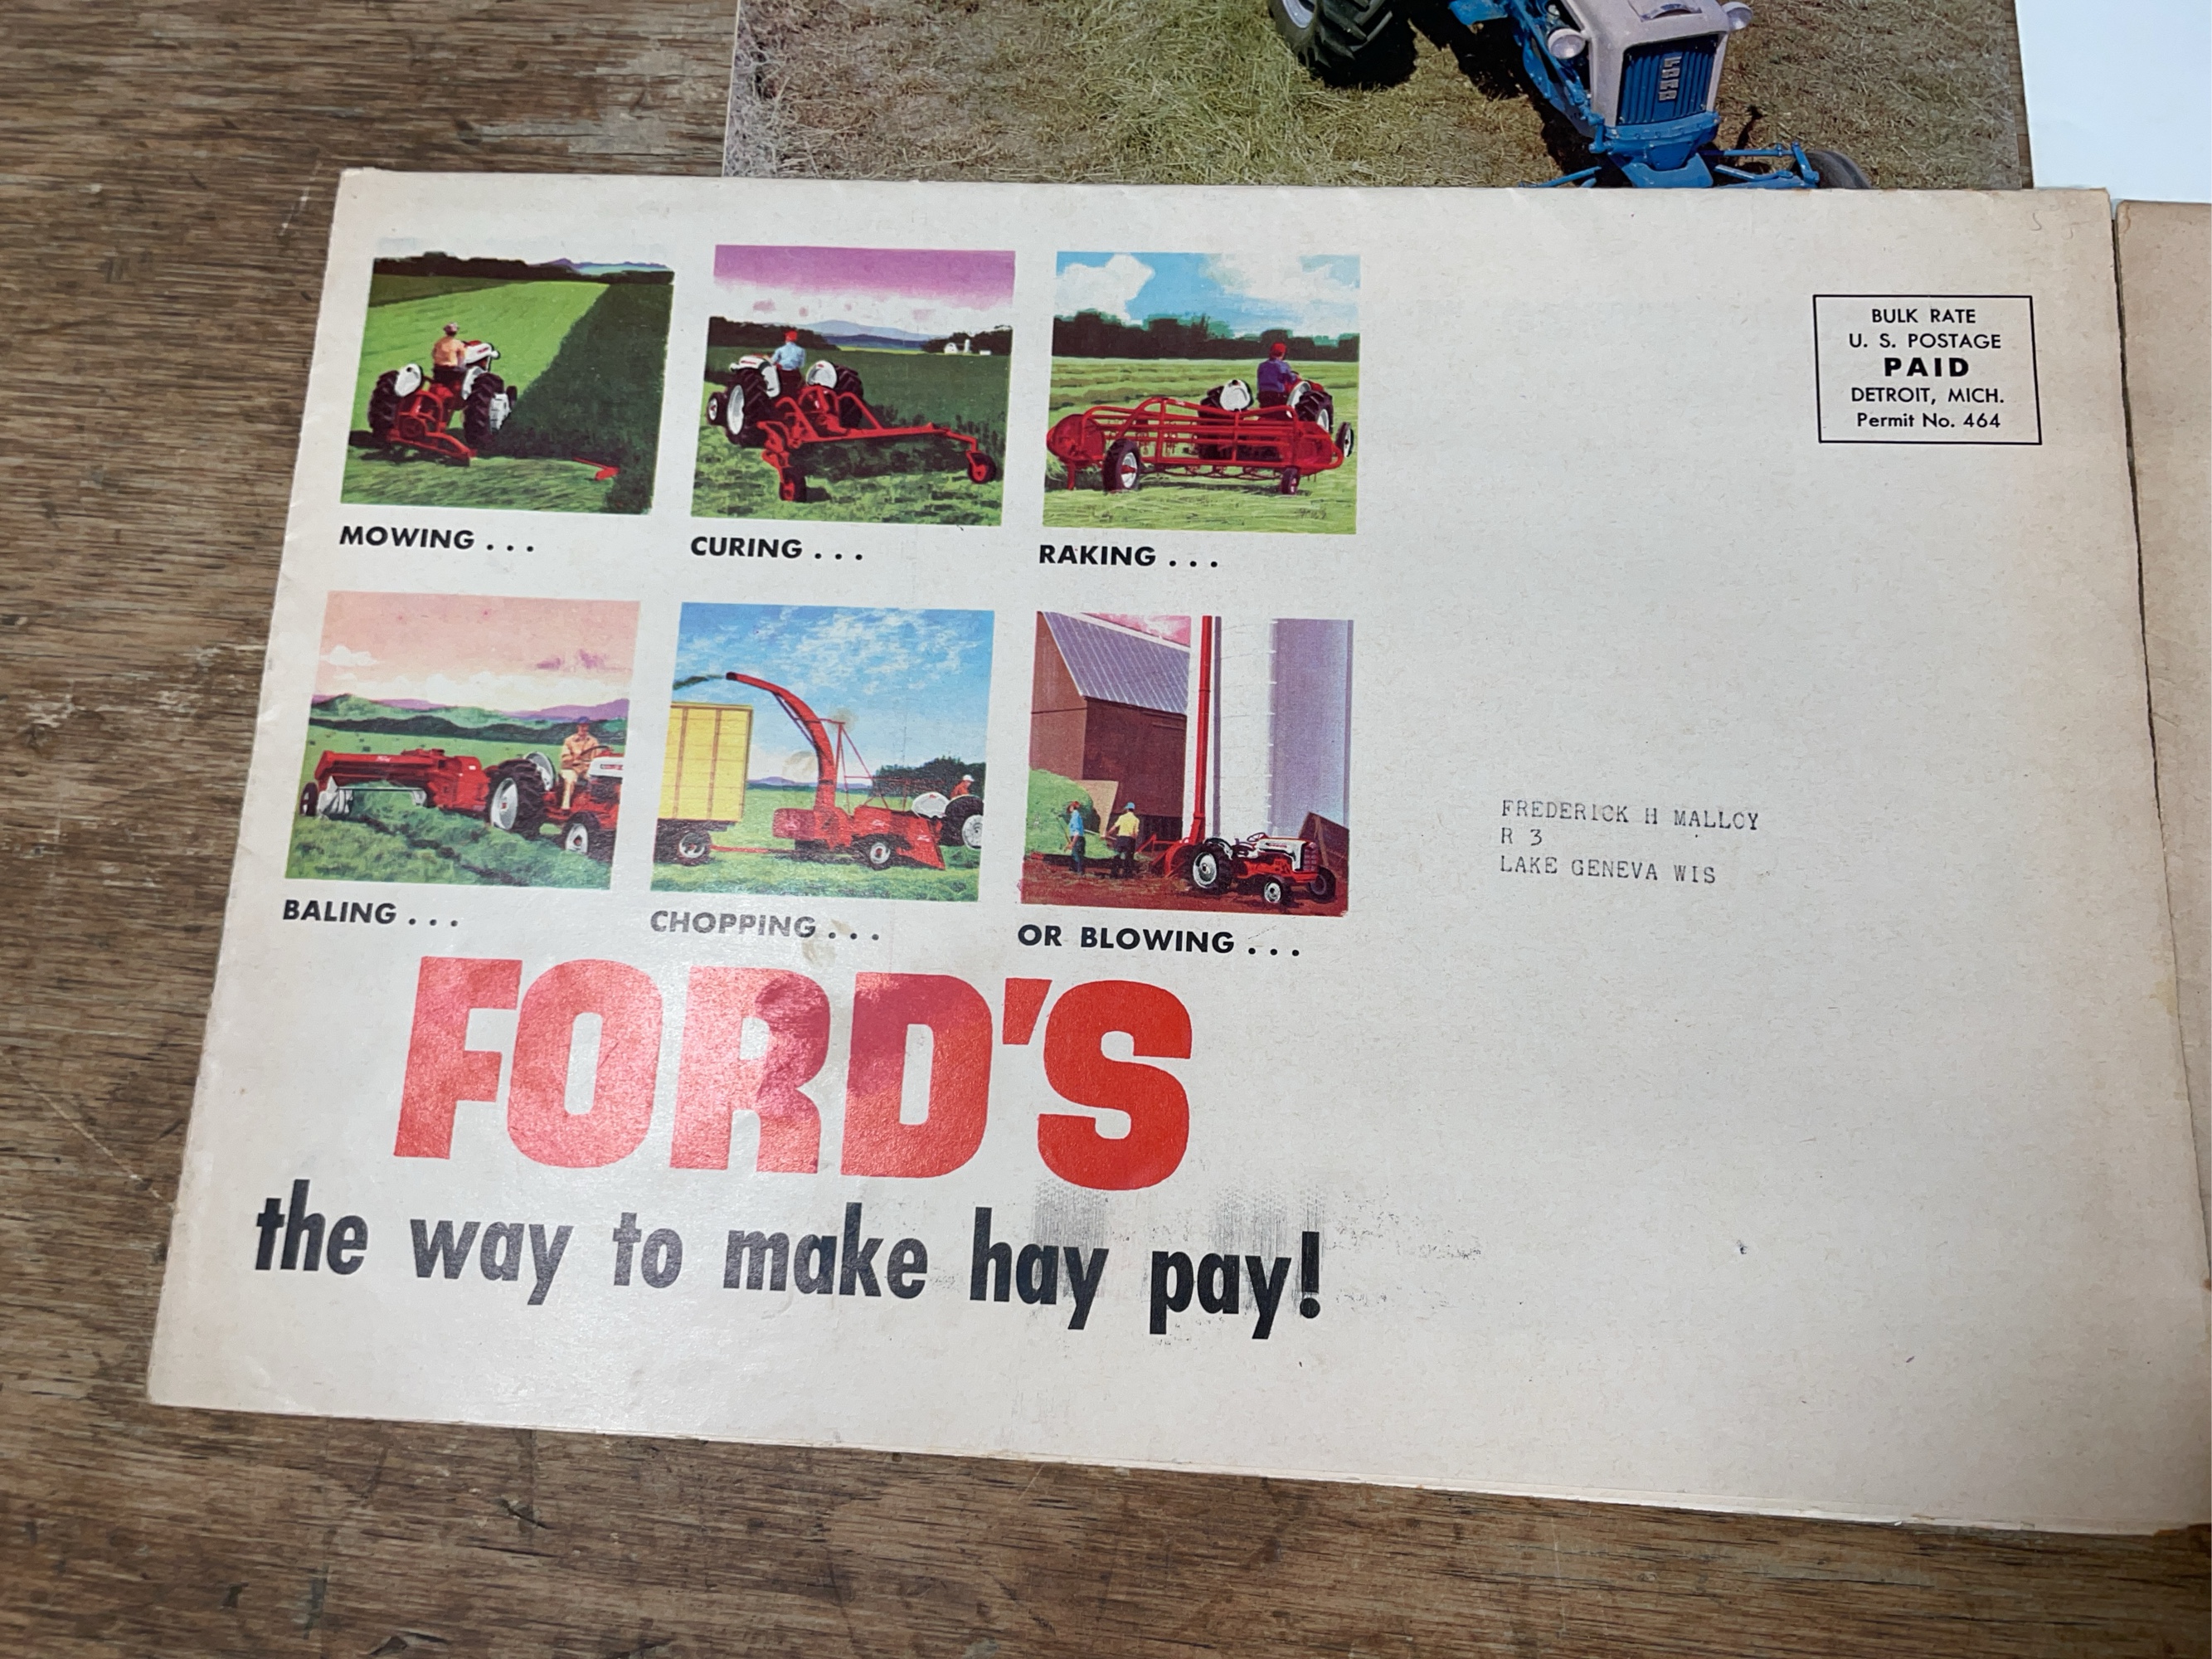 FORD
BULK RATE
U. S. POSTAGE
PAID
DETROIT, MICH.
Permit No. 464
MOWING . . .
CURING . . .
RAKING . . .
BALING . . .
CHOPPING . . .
OR BLOWING . . .
FREDERICK H MALLOY
R 3
LAKE GENEVA WIS
FORD'S
the way to make hay pay!